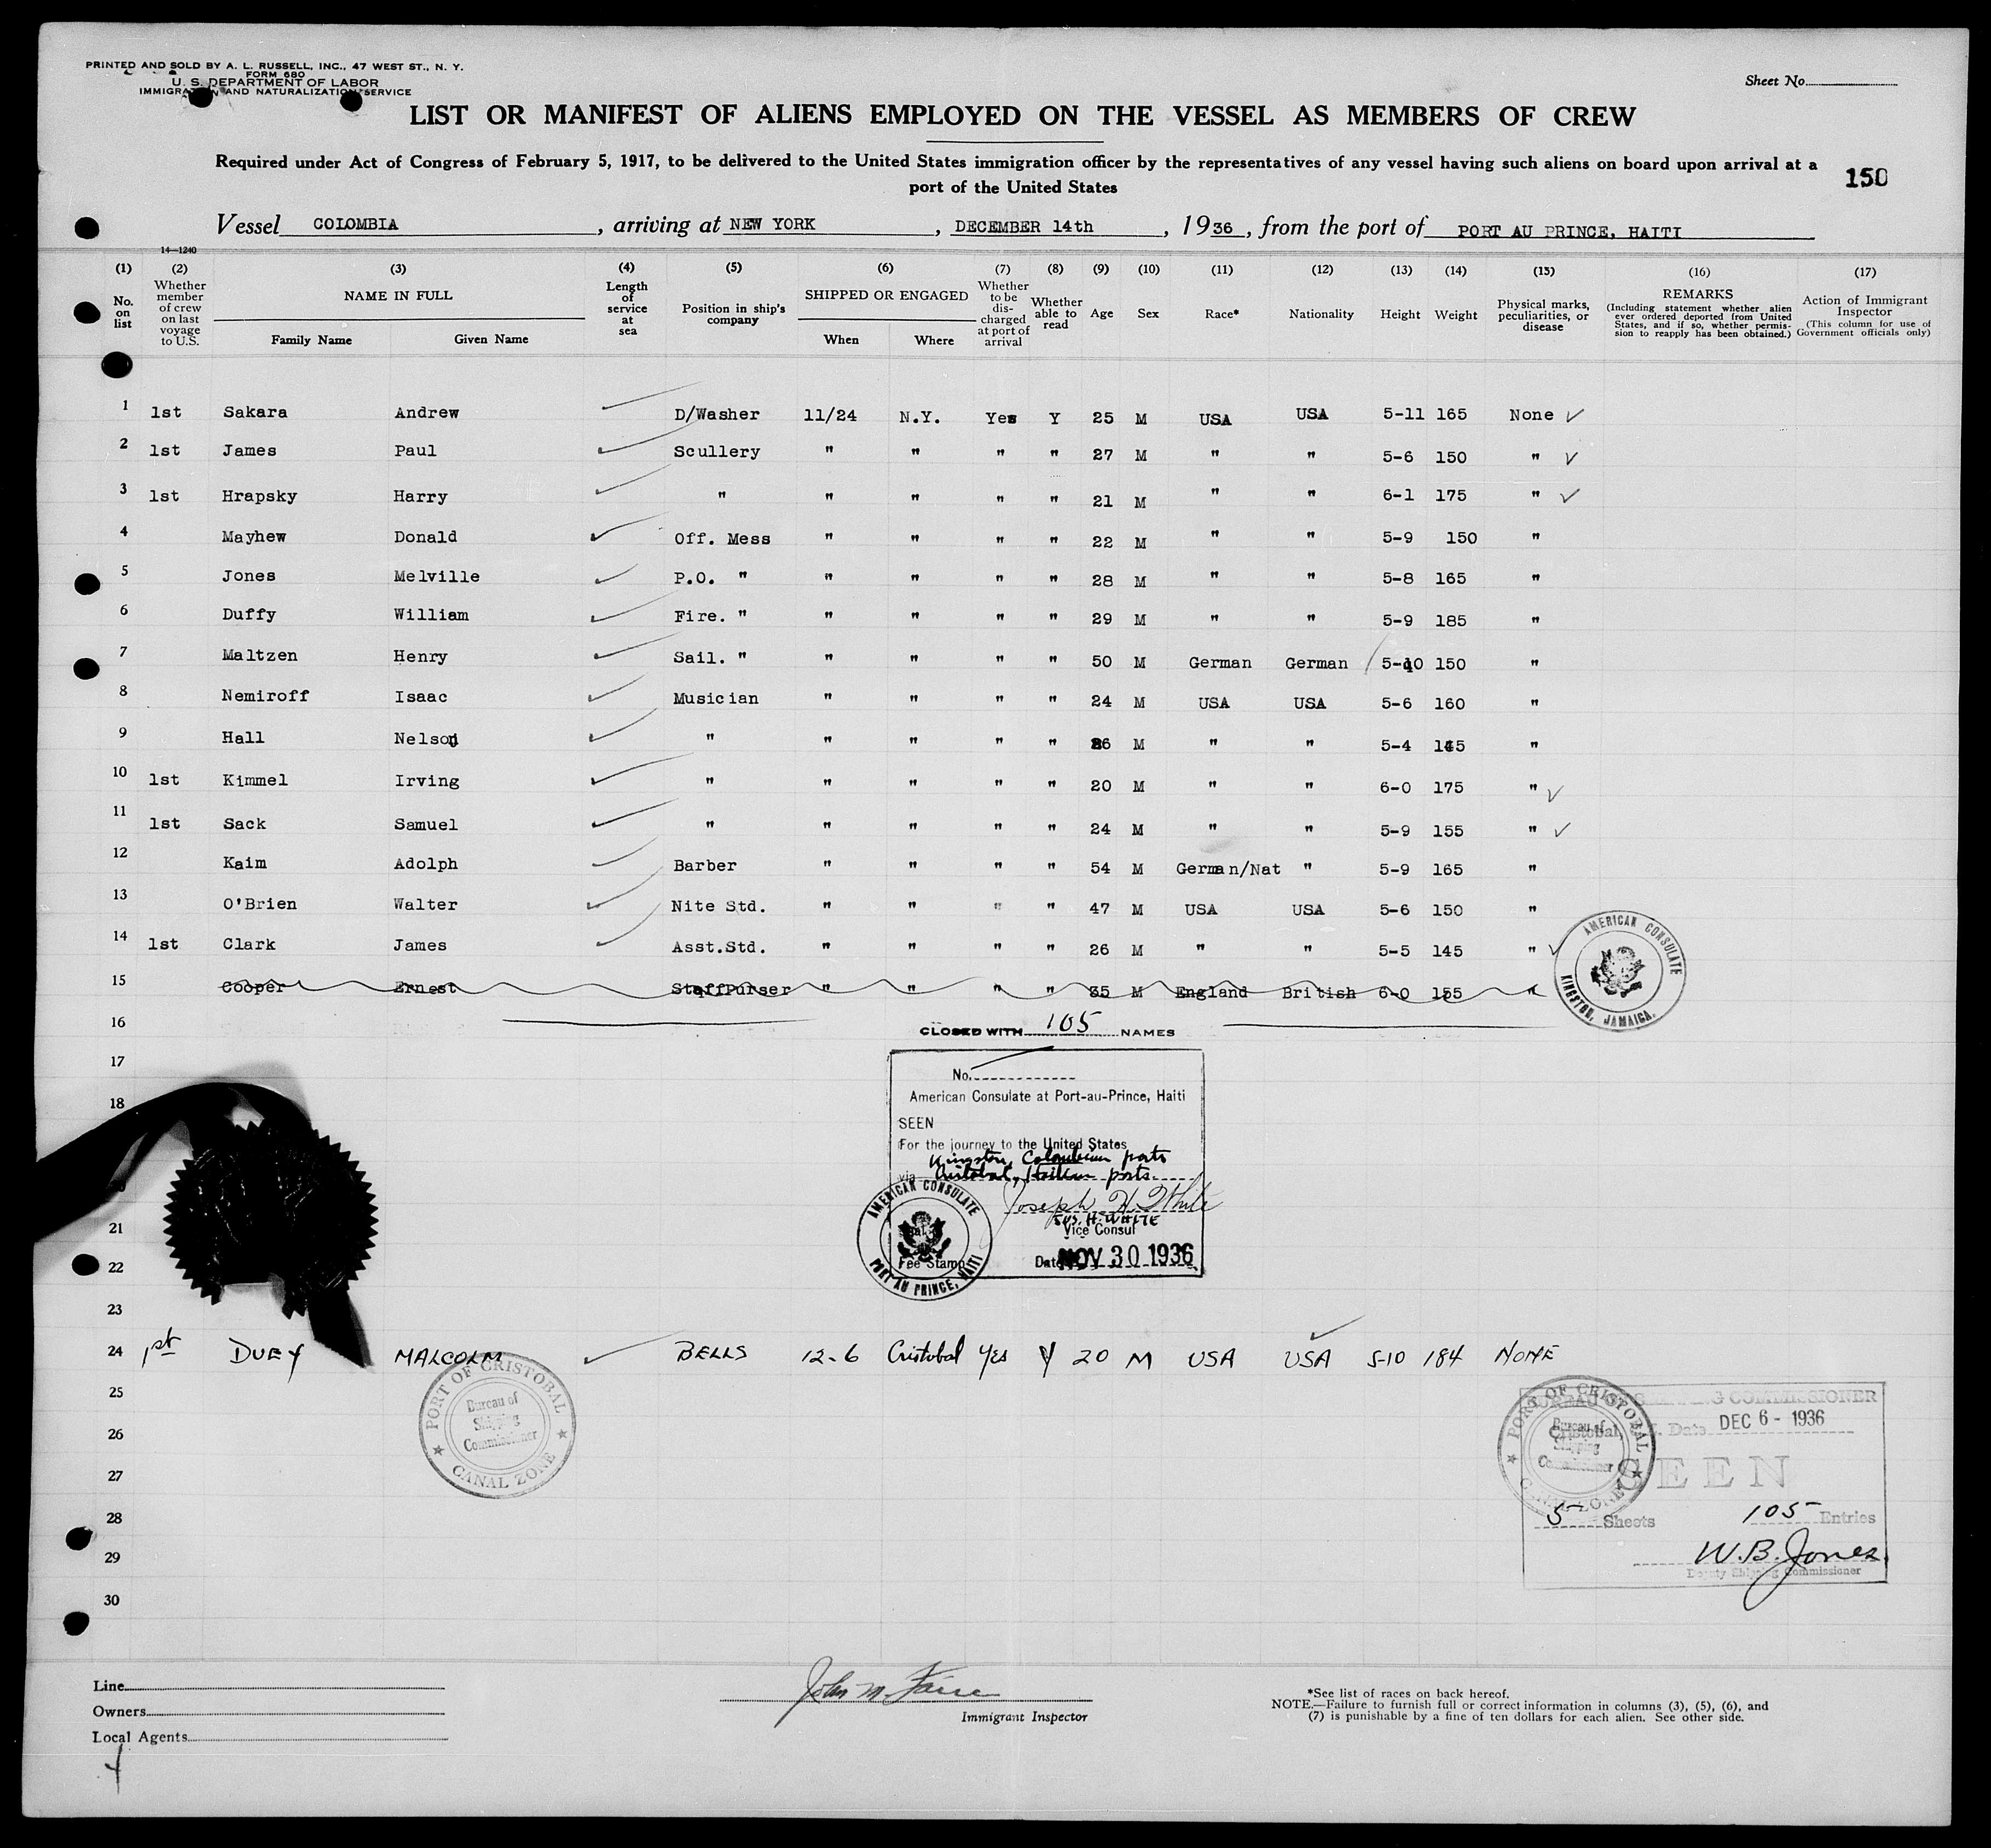 PRINTED AND SOLD BY A. L. RUSSELL, INC., 47 WEST ST., N. Y.
FORM 680
U. S. DEPARTMENT OF LABOR
IMMIGRATION AND NATURALIZATION SERVICE
Sheet No.
LIST OR MANIFEST OF ALIENS EMPLOYED ON THE VESSEL AS MEMBERS OF CREW
Required under Act of Congress of February 5, 1917, to be delivered to the United States immigration officer by the representatives of any vessel having such aliens on board upon arrival at a
port of the United States
150
Vessel COLOMBIA, arriving at NEW YORK, DECEMBER 14th, 1936, from the port of PORT AU PRINCE, HAITI
14—1240
(1) (2) (3) (4) (5) (6) (7) (8) (9) (10) (11) (12) (13) (14) (15) (16) (17)
No. on list
Whether member of crew on last voyage to U.S.
NAME IN FULL
Family Name Given Name
Length of service at sea
Position in ship's company
SHIPPED OR ENGAGED
When Where
Whether to be discharged at port of arrival
Whether able to read
Age
Sex
Race*
Nationality
Height
Weight
Physical marks, peculiarities, or disease
REMARKS
(Including statement whether alien ever ordered deported from United States, and if so, whether permission to reapply has been obtained.)
Action of Immigrant Inspector
(This column for use of Government officials only)
1 1st Sakara Andrew D/Washer 11/24 N.Y. Yes Y 25 M USA USA 5-11 165 None
2 1st James Paul Scullery " " " " 27 M " " 5-6 150 "
3 1st Hrapsky Harry " " " " " 21 M " " 6-1 175 "
4 Mayhew Donald Off. Mess " " " " 22 M " " 5-9 150 "
5 Jones Melville P.O. " " " " " 28 M " " 5-8 165 "
6 Duffy William Fire. " " " " " 29 M " " 5-9 185 "
7 Maltzen Henry Sail. " " " " " 50 M German German 5-10 150 "
8 Nemiroff Isaac Musician " " " " 24 M USA USA 5-6 160 "
9 Hall Nelson " " " " " M " " 5-4 145 "
10 1st Kimmel Irving " " " " " 20 M " " 6-0 175 "
11 1st Sack Samuel " " " " " 24 M " " 5-9 155 "
12 Kaim Adolph Barber " " " " 54 M German/Nat " 5-9 165 "
13 O'Brien Walter Nite Std. " " " " 47 M USA USA 5-6 150 "
14 1st Clark James Asst.Std. " " " " 26 M " " 5-5 145 "
15 Cooper Ernest StaffPurser " " " " 35 M England British 6-0 155 "
AMERICAN CONSULATE
KINGSTON, JAMAICA.
16
CLOSED WITH 105 NAMES
17
No.
American Consulate at Port-au-Prince, Haiti
18
SEEN
For the journey to the United States
Kingston, Colombian ports
via Cristobal, Haitian ports
Joseph H. White
JOS. H. WHITE
Vice Consul
Fee Stamp
Date NOV 30 1936
AMERICAN CONSULATE
PORT AU PRINCE, HAITI
21
22
23
24 1st DUEY MALCOLM BELLS 12-6 Cristobal Yes Y 20 M USA USA 5-10 184 NONE
25
PORT OF CRISTOBAL
Bureau of
Shipping
Commissioner
CANAL ZONE
PORT OF CRISTOBAL
Bureau of
Shipping
Commissioner
SHIPPING COMMISSIONER
Cristobal, Date DEC 6 - 1936
26
27
SEEN
28
5 Sheets 105 Entries
29
W.B. Jones
Deputy Shipping Commissioner
30
Line
Owners
Local Agents
Immigrant Inspector
*See list of races on back hereof.
NOTE.—Failure to furnish full or correct information in columns (3), (5), (6), and
(7) is punishable by a fine of ten dollars for each alien. See other side.